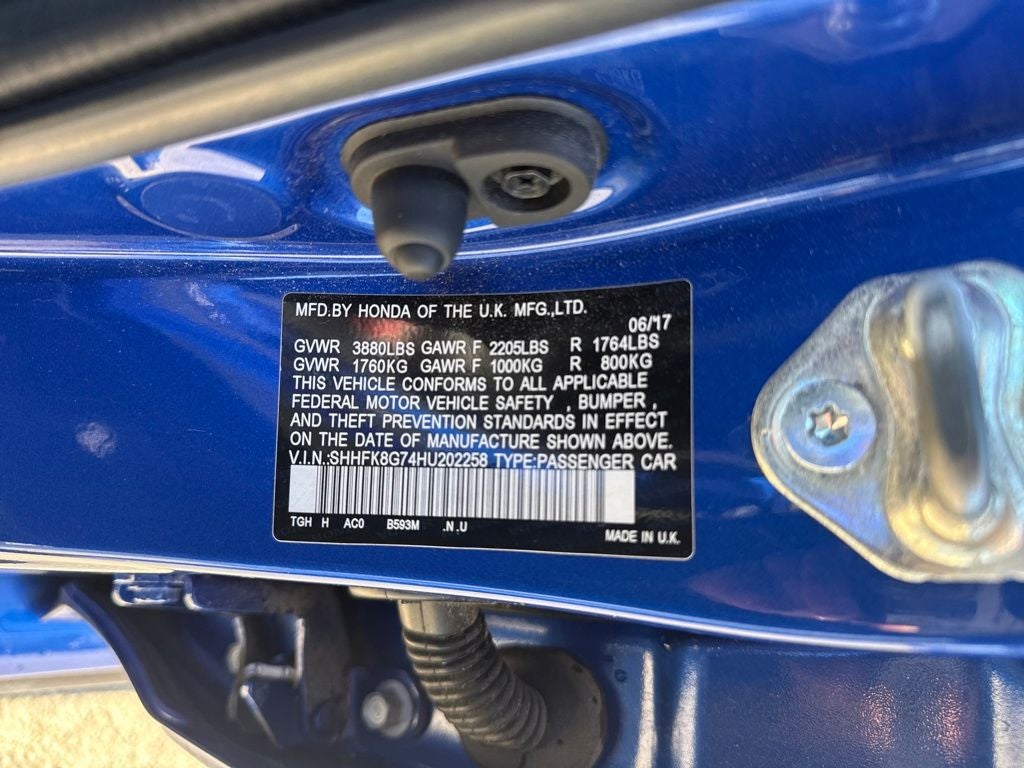 MFD.BY HONDA OF THE U.K. MFG.,LTD.
06/17
GVWR 3880LBS GAWR F 2205LBS R 1764LBS
GVWR 1760KG GAWR F 1000KG R 800KG
THIS VEHICLE CONFORMS TO ALL APPLICABLE
FEDERAL MOTOR VEHICLE SAFETY , BUMPER ,
AND THEFT PREVENTION STANDARDS IN EFFECT
ON THE DATE OF MANUFACTURE SHOWN ABOVE.
V.I.N.:SHHFK8G74HU202258 TYPE:PASSENGER CAR
TGH H AC0 B593M .N.U
MADE IN U.K.